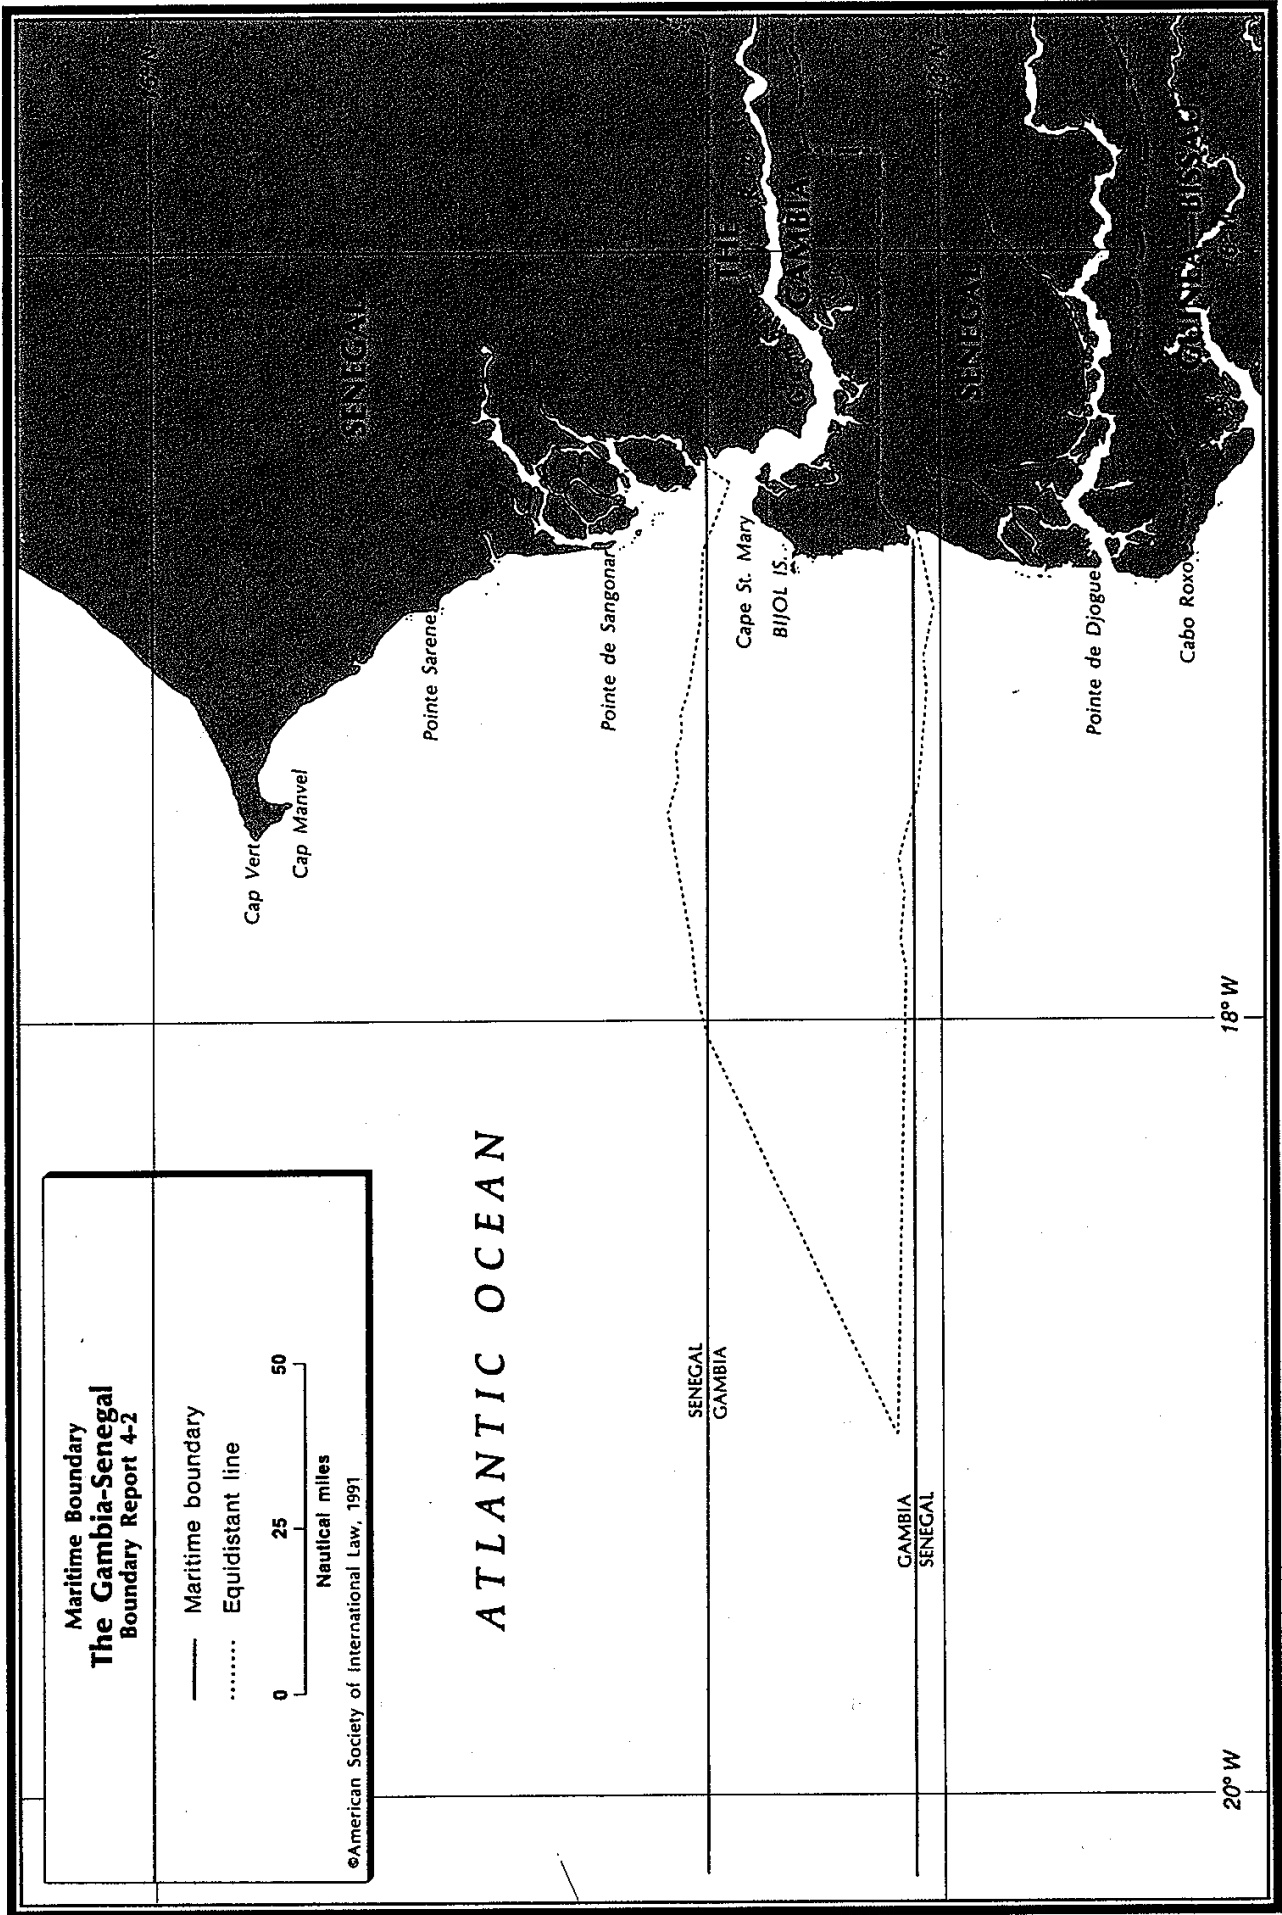 Maritime Boundary
The Gambia-Senegal
Boundary Report 4-2
Maritime boundary
Equidistant line
0 25 50
Nautical miles
©American Society of International Law, 1991
ATLANTIC OCEAN
SENEGAL
Cap Vert
Cap Manvel
Pointe Sarene
Pointe de Sangonar
SENEGAL
GAMBIA
THE
GAMBIA
Cape St. Mary
BIJOL IS.
GAMBIA
SENEGAL
SENEGAL
Pointe de Djogue
Cabo Roxo
GUINEA-BISSAU
20° W
18° W